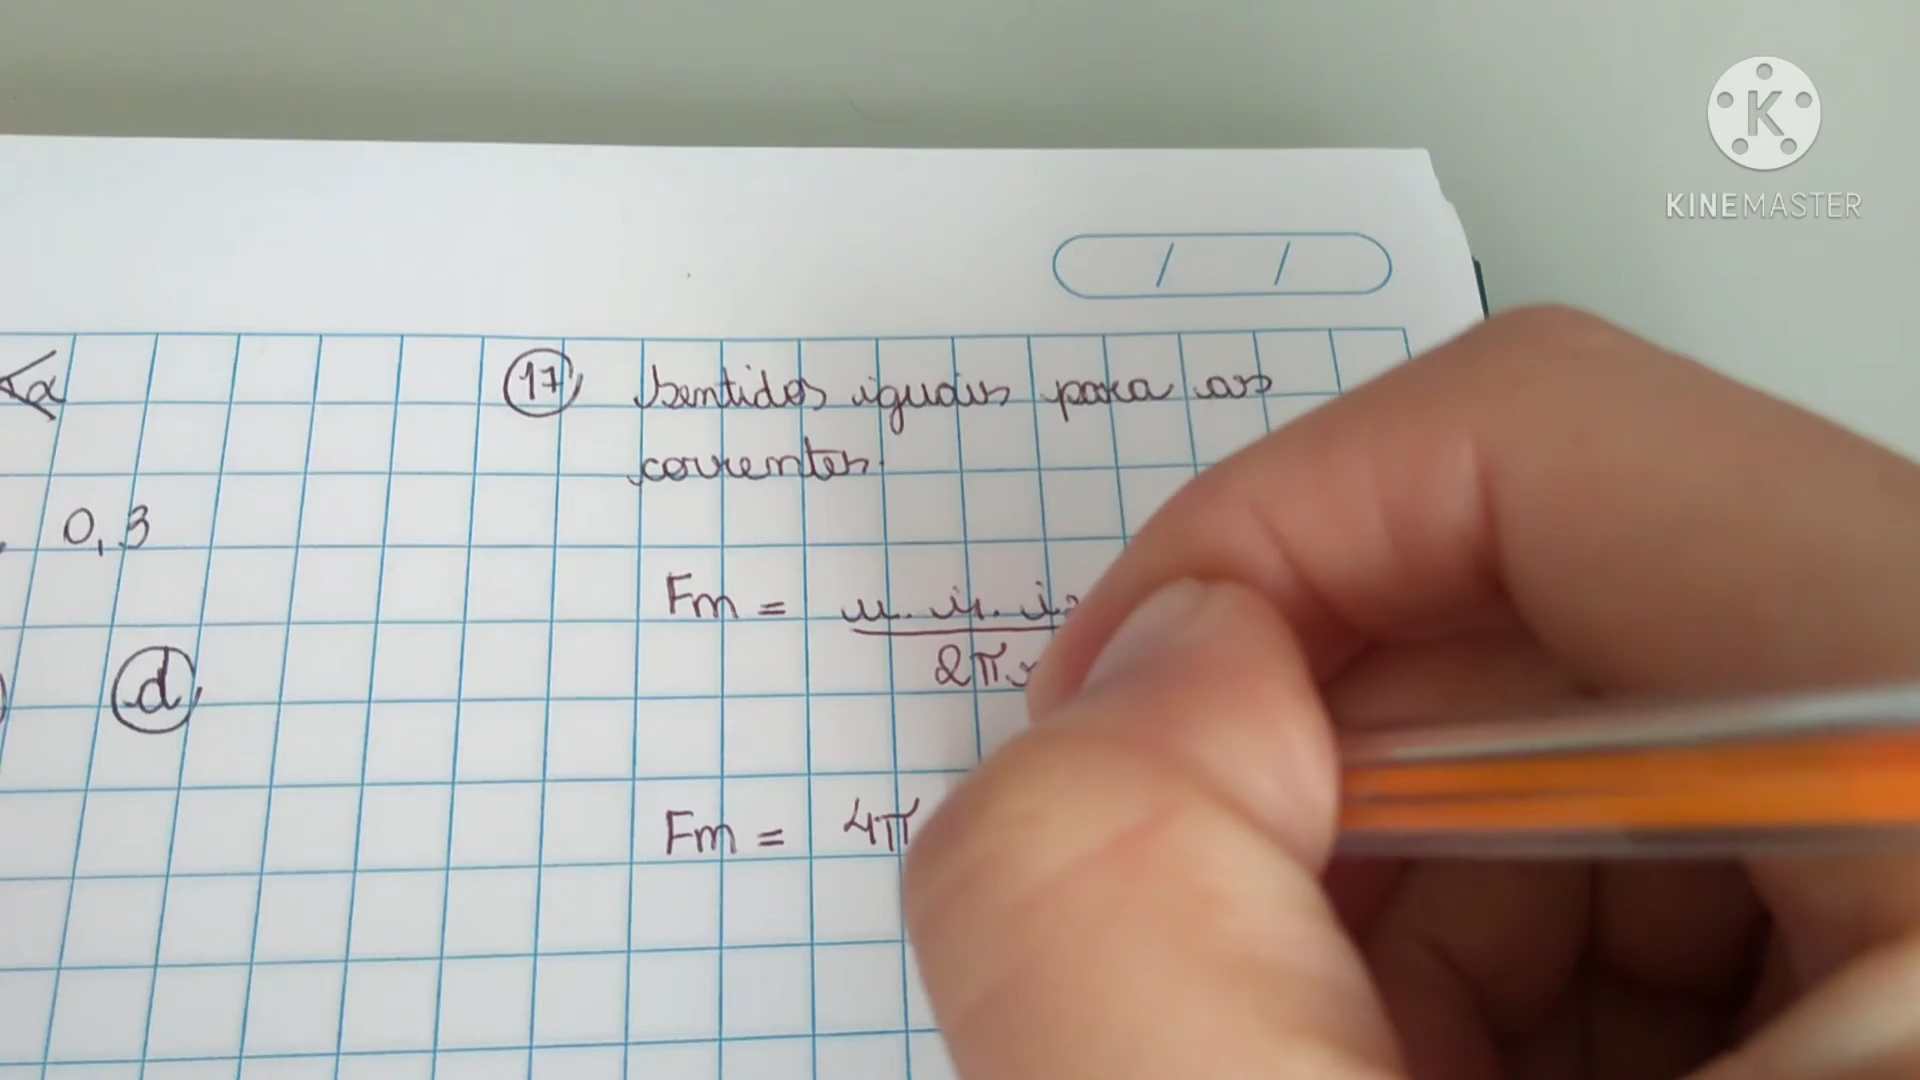 K
KINEMASTER
/ /
17 Sentidos iguais para as
correntes
0,3
Fm = μ. i1. i2
2π
d
Fm = 4π